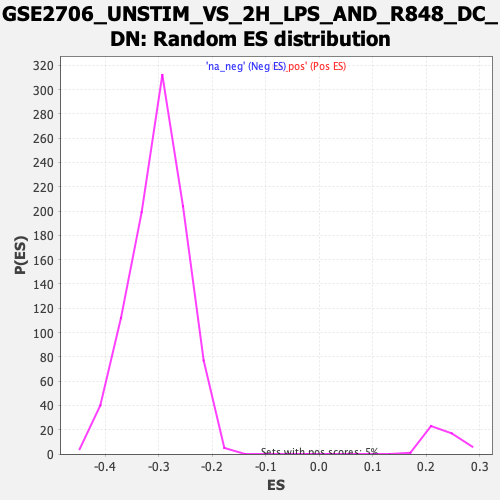 GSE2706_UNSTIM_VS_2H_LPS_AND_R848_DC_
DN: Random ES distribution
'na_neg' (Neg ES) pos' (Pos ES)
320
300
280
260
240
220
200
180
160
140
120
100
80
60
40
20
0
P(ES)
Sets with pos scores: 5%
-0.4 -0.3 -0.2 -0.1 0.0 0.1 0.2 0.3
ES